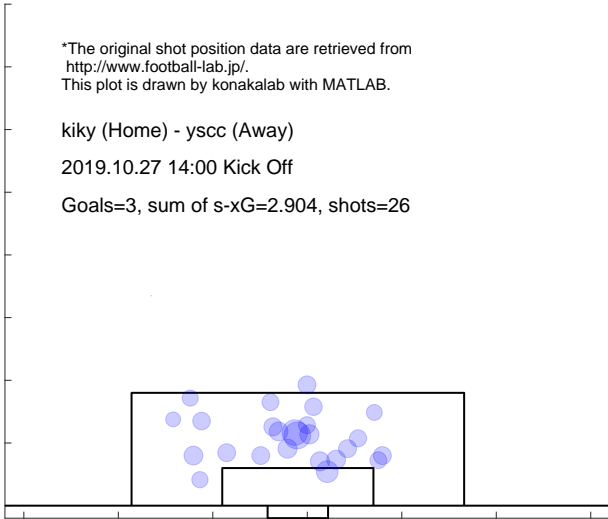 *The original shot position data are retrieved from
http://www.football-lab.jp/.
This plot is drawn by konakalab with MATLAB.
kiky (Home) - yscc (Away)
2019.10.27 14:00 Kick Off
Goals=3, sum of s-xG=2.904, shots=26